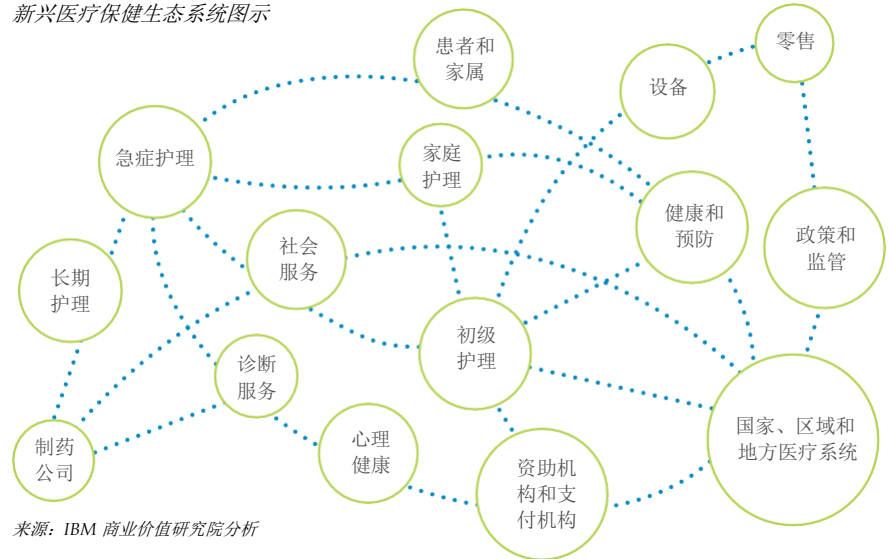 新兴医疗保健生态系统图示
患者和
家属
零售
设备
急症护理
家庭
护理
健康和
预防
政策和
监管
社会
服务
长期
护理
初级
护理
诊断
服务
制药
公司
心理
健康
资助机
构和支
付机构
国家、区域和
地方医疗系统
来源：IBM 商业价值研究院分析